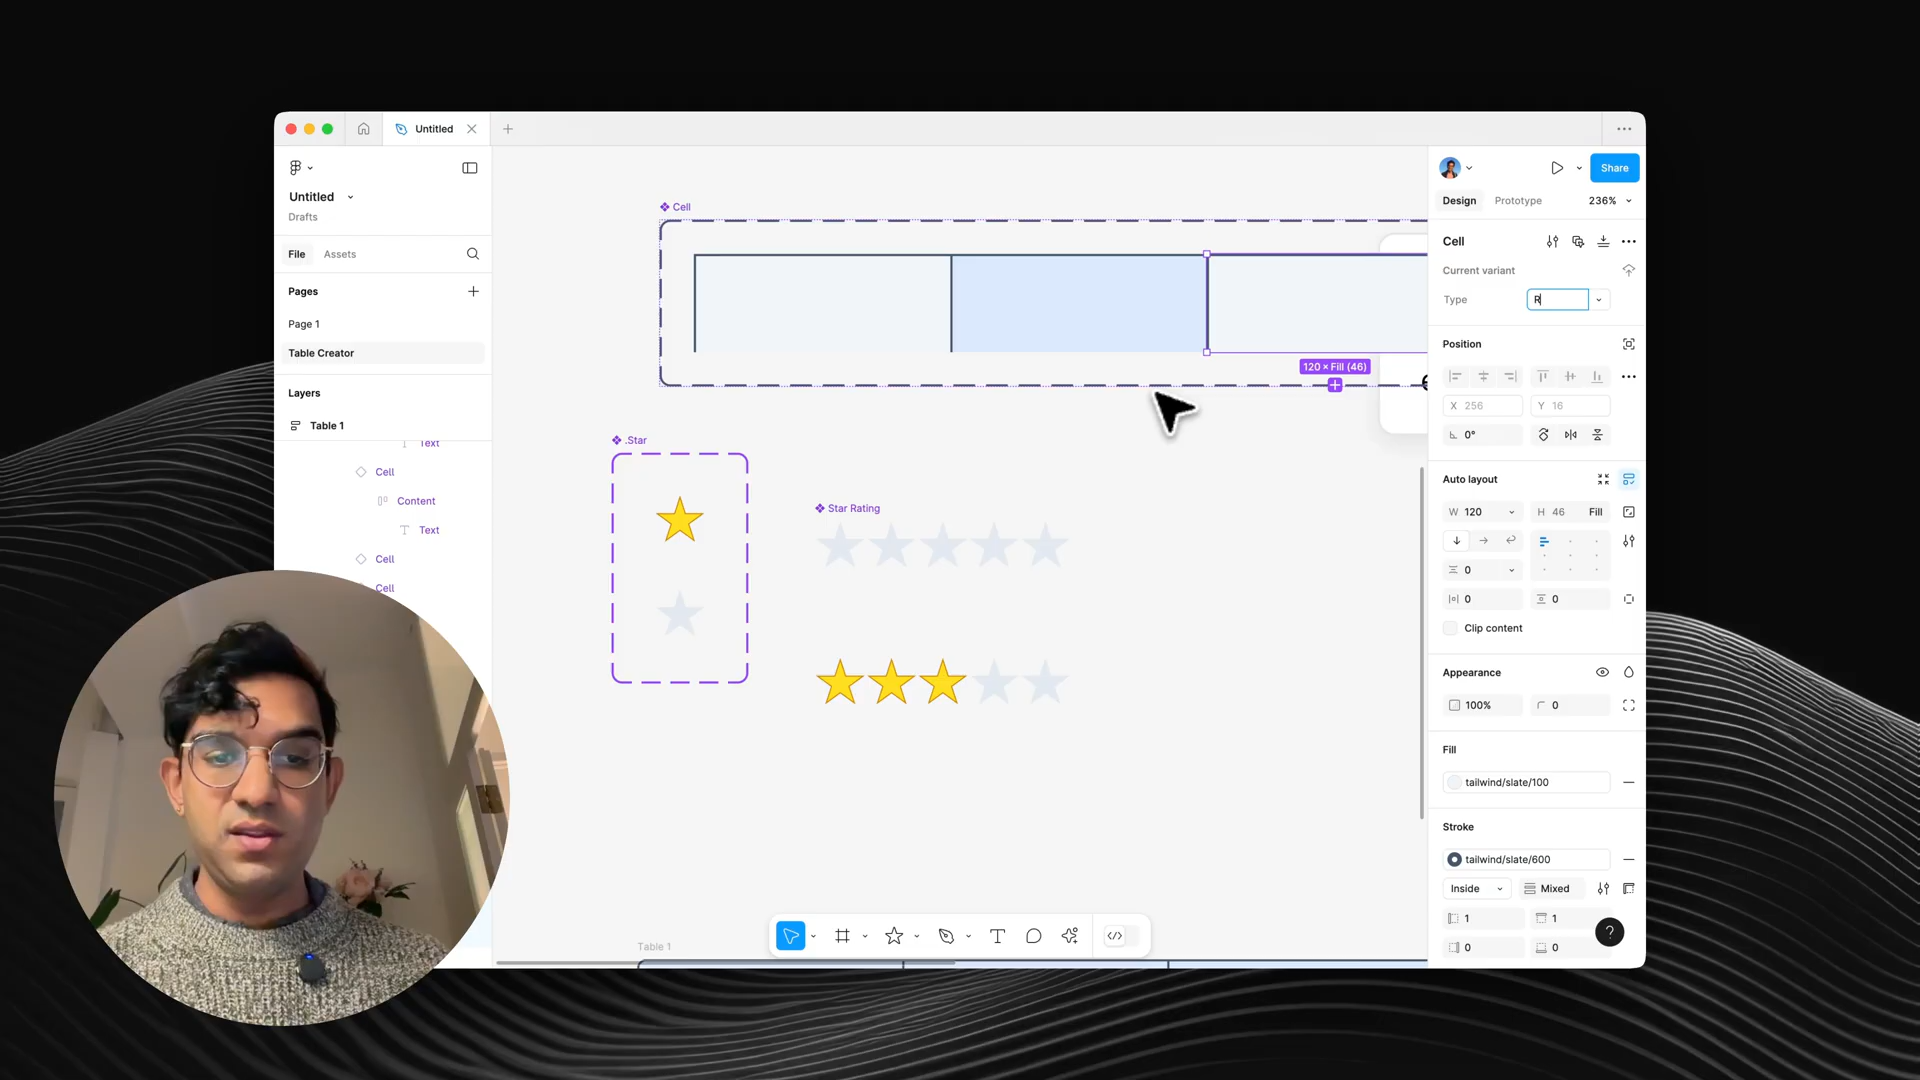 Untitled
Untitled
Drafts
File
Assets
Pages
Page 1
Table Creator
Layers
Table 1
Text
Cell
Content
Text
Cell
Cell
Cell
120 × Fill (46)
.Star
Star Rating
Table 1
Share
Design
Prototype
236%
Cell
Current variant
Type
R
Position
X 256
Y 16
0°
Auto layout
W 120
H 46 Fill
0
0
0
Clip content
Appearance
100%
0
Fill
tailwind/slate/100
Stroke
tailwind/slate/600
Inside
Mixed
1
1
0
0
?